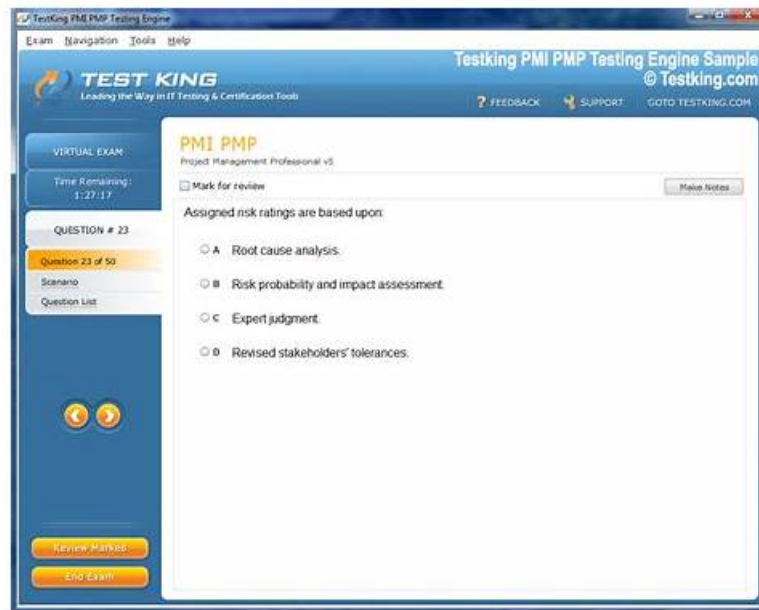 TestKing PMI PMP Testing Engine
Exam Navigation Tools Help
Testking PMI PMP Testing Engine Sample
© Testking.com
TEST KING
Leading the Way in IT Testing & Certification Tools
? FEEDBACK SUPPORT GOTO TESTKING.COM
VIRTUAL EXAM
Time Remaining:
1:27:17
QUESTION # 23
Question 23 of 50
Scenario
Question List
Review Marked
End Exam
PMI PMP
Project Management Professional v5
Mark for review
Make Notes
Assigned risk ratings are based upon:
A Root cause analysis.
B Risk probability and impact assessment.
C Expert judgment.
D Revised stakeholders' tolerances.